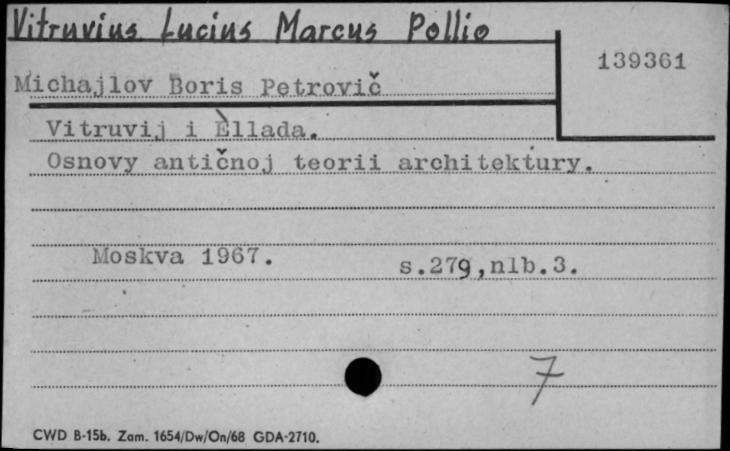 Vitruvius Lucius Marcus Pollio
139361
Michajlov Boris Petrovič
Vitruvij i Èllada.
Osnovy antičnoj teorii architektury.
Moskva 1967.
s.279,nlb.3.
7
CWD B-15b. Zam. 1654/Dw/On/68 GDA-2710.